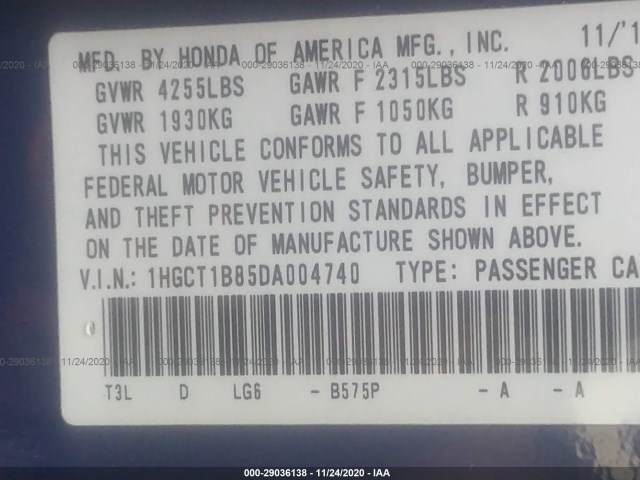 MFD. BY HONDA OF AMERICA MFG., INC. 11/'1
GVWR 4255LBS GAWR F 2315LBS R 2006LBS
GVWR 1930KG GAWR F 1050KG R 910KG
THIS VEHICLE CONFORMS TO ALL APPLICABLE
FEDERAL MOTOR VEHICLE SAFETY, BUMPER,
AND THEFT PREVENTION STANDARDS IN EFFECT
ON THE DATE OF MANUFACTURE SHOWN ABOVE.
V.I.N.: 1HGCT1B85DA004740 TYPE: PASSENGER CA
T3L D LG6 - B575P - A - A
000-29036138 - 11/24/2020 - IAA